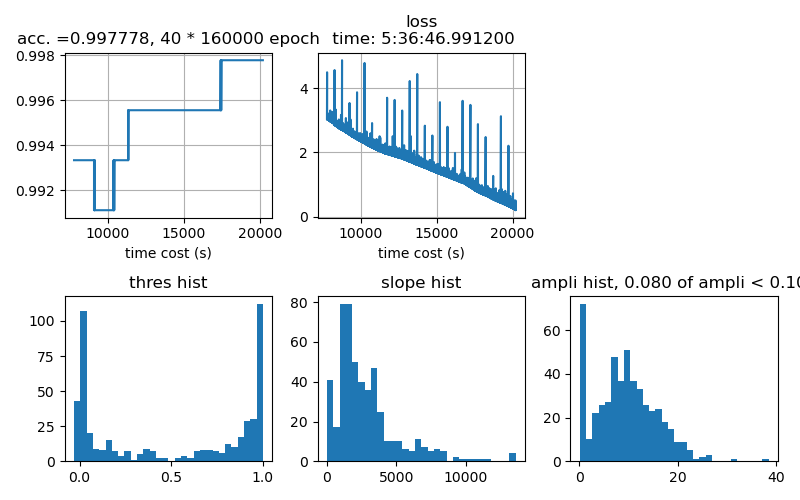 loss
acc. =0.997778, 40 * 160000 epoch time: 5:36:46.991200
0.998
0.996
0.994
0.992
10000 15000 20000
time cost (s)
4
2
0
10000 15000 20000
time cost (s)
thres hist
100
75
50
25
0
0.0 0.5 1.0
slope hist
80
60
40
20
0
0 5000 10000
ampli hist, 0.080 of ampli < 0.10
60
40
20
0
0 20 40